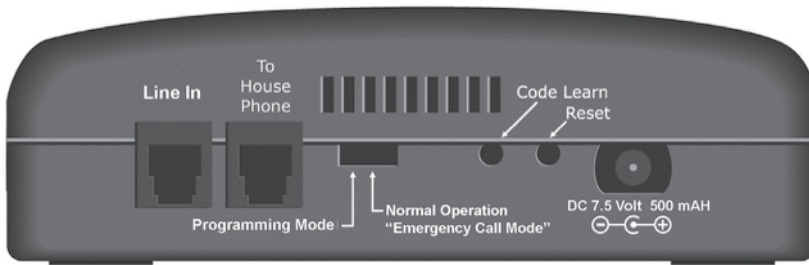 Line In
To
House
Phone
Code Learn
Reset
Programming Mode
Normal Operation
“Emergency Call Mode”
DC 7.5 Volt 500 mAH